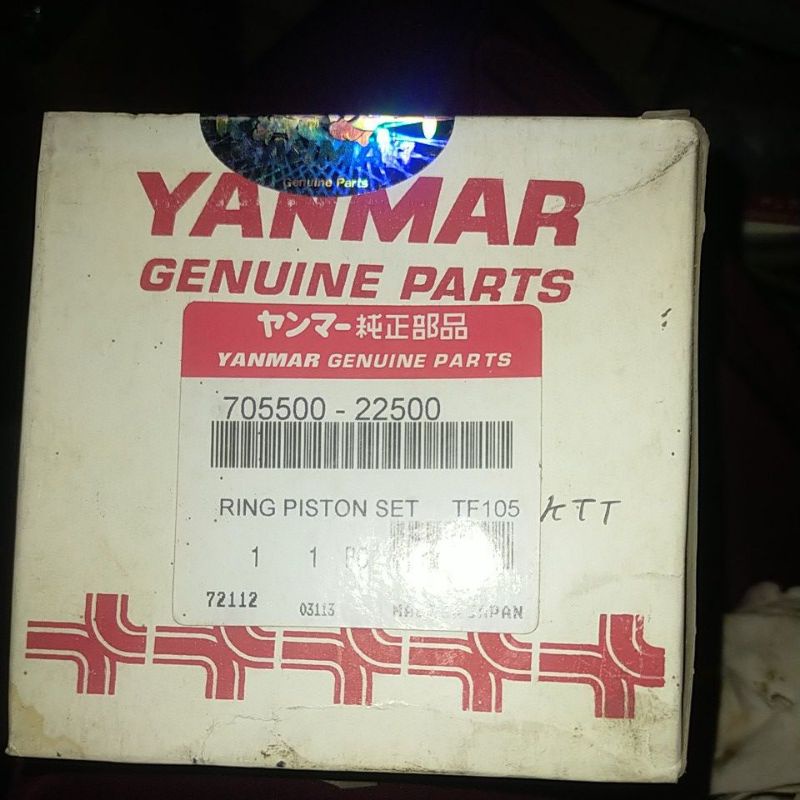 Genuine Parts
YANMAR
GENUINE PARTS
ヤンマー純正部品
YANMAR GENUINE PARTS
705500 - 22500
RING PISTON SET TF105 KTT
1 1
72112 03113 JAPAN